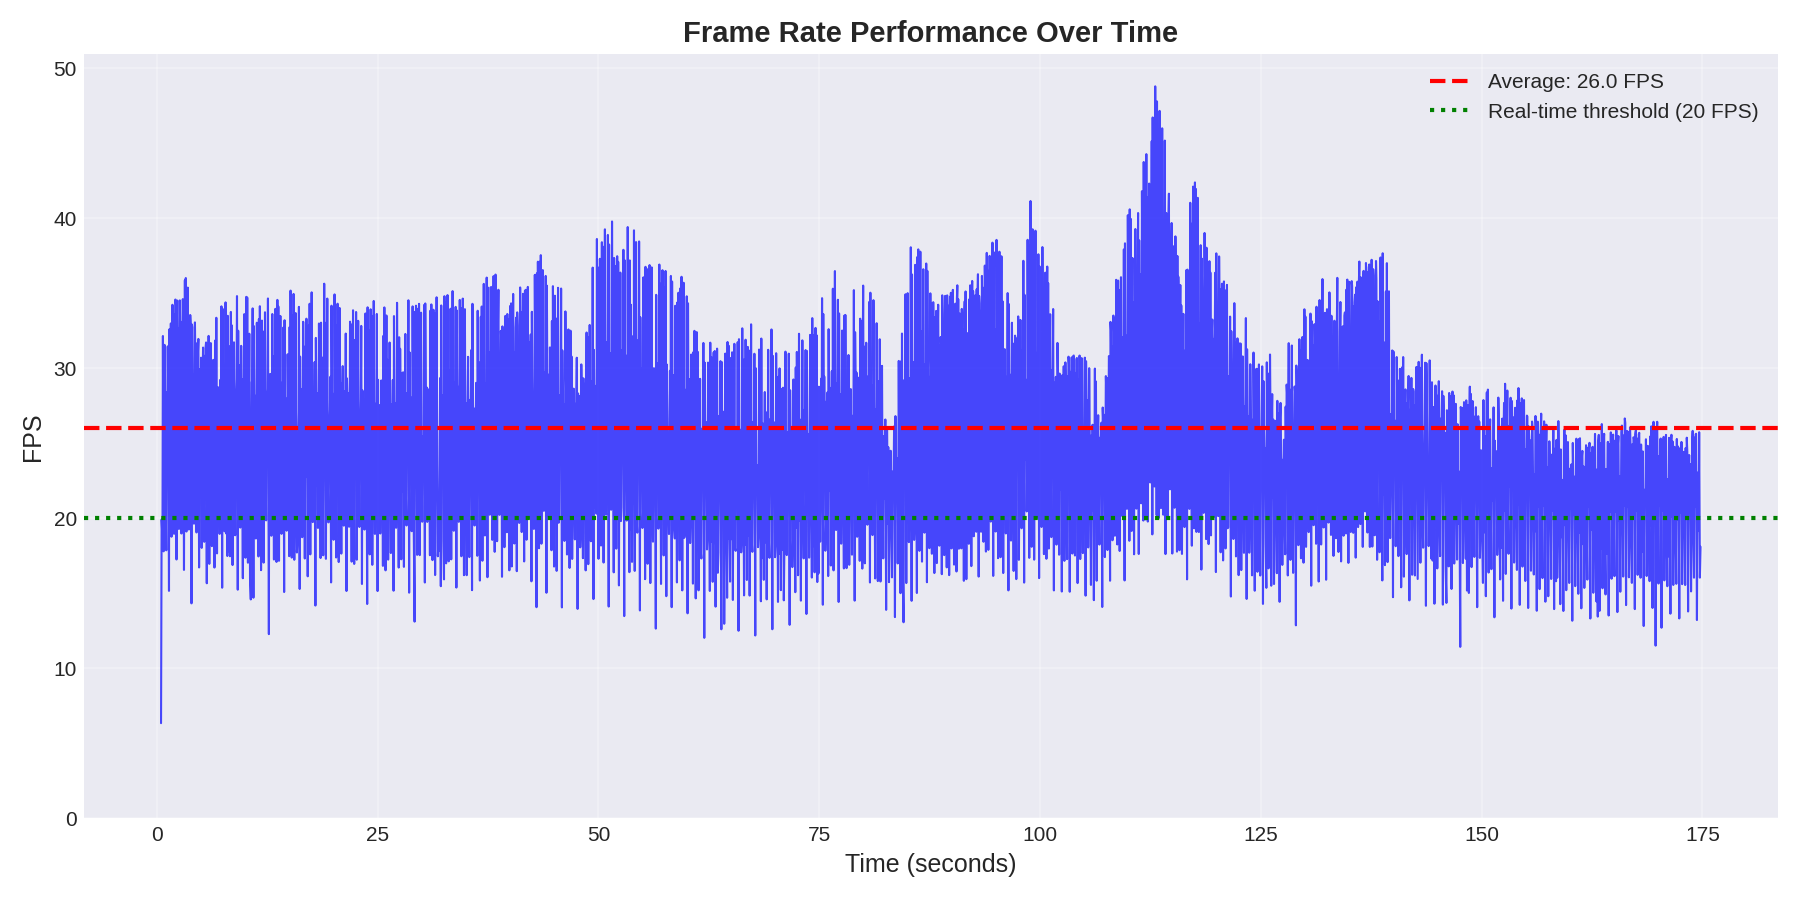 Frame Rate Performance Over Time
Average: 26.0 FPS
Real-time threshold (20 FPS)
FPS
50
40
30
20
10
0
0 25 50 75 100 125 150 175
Time (seconds)